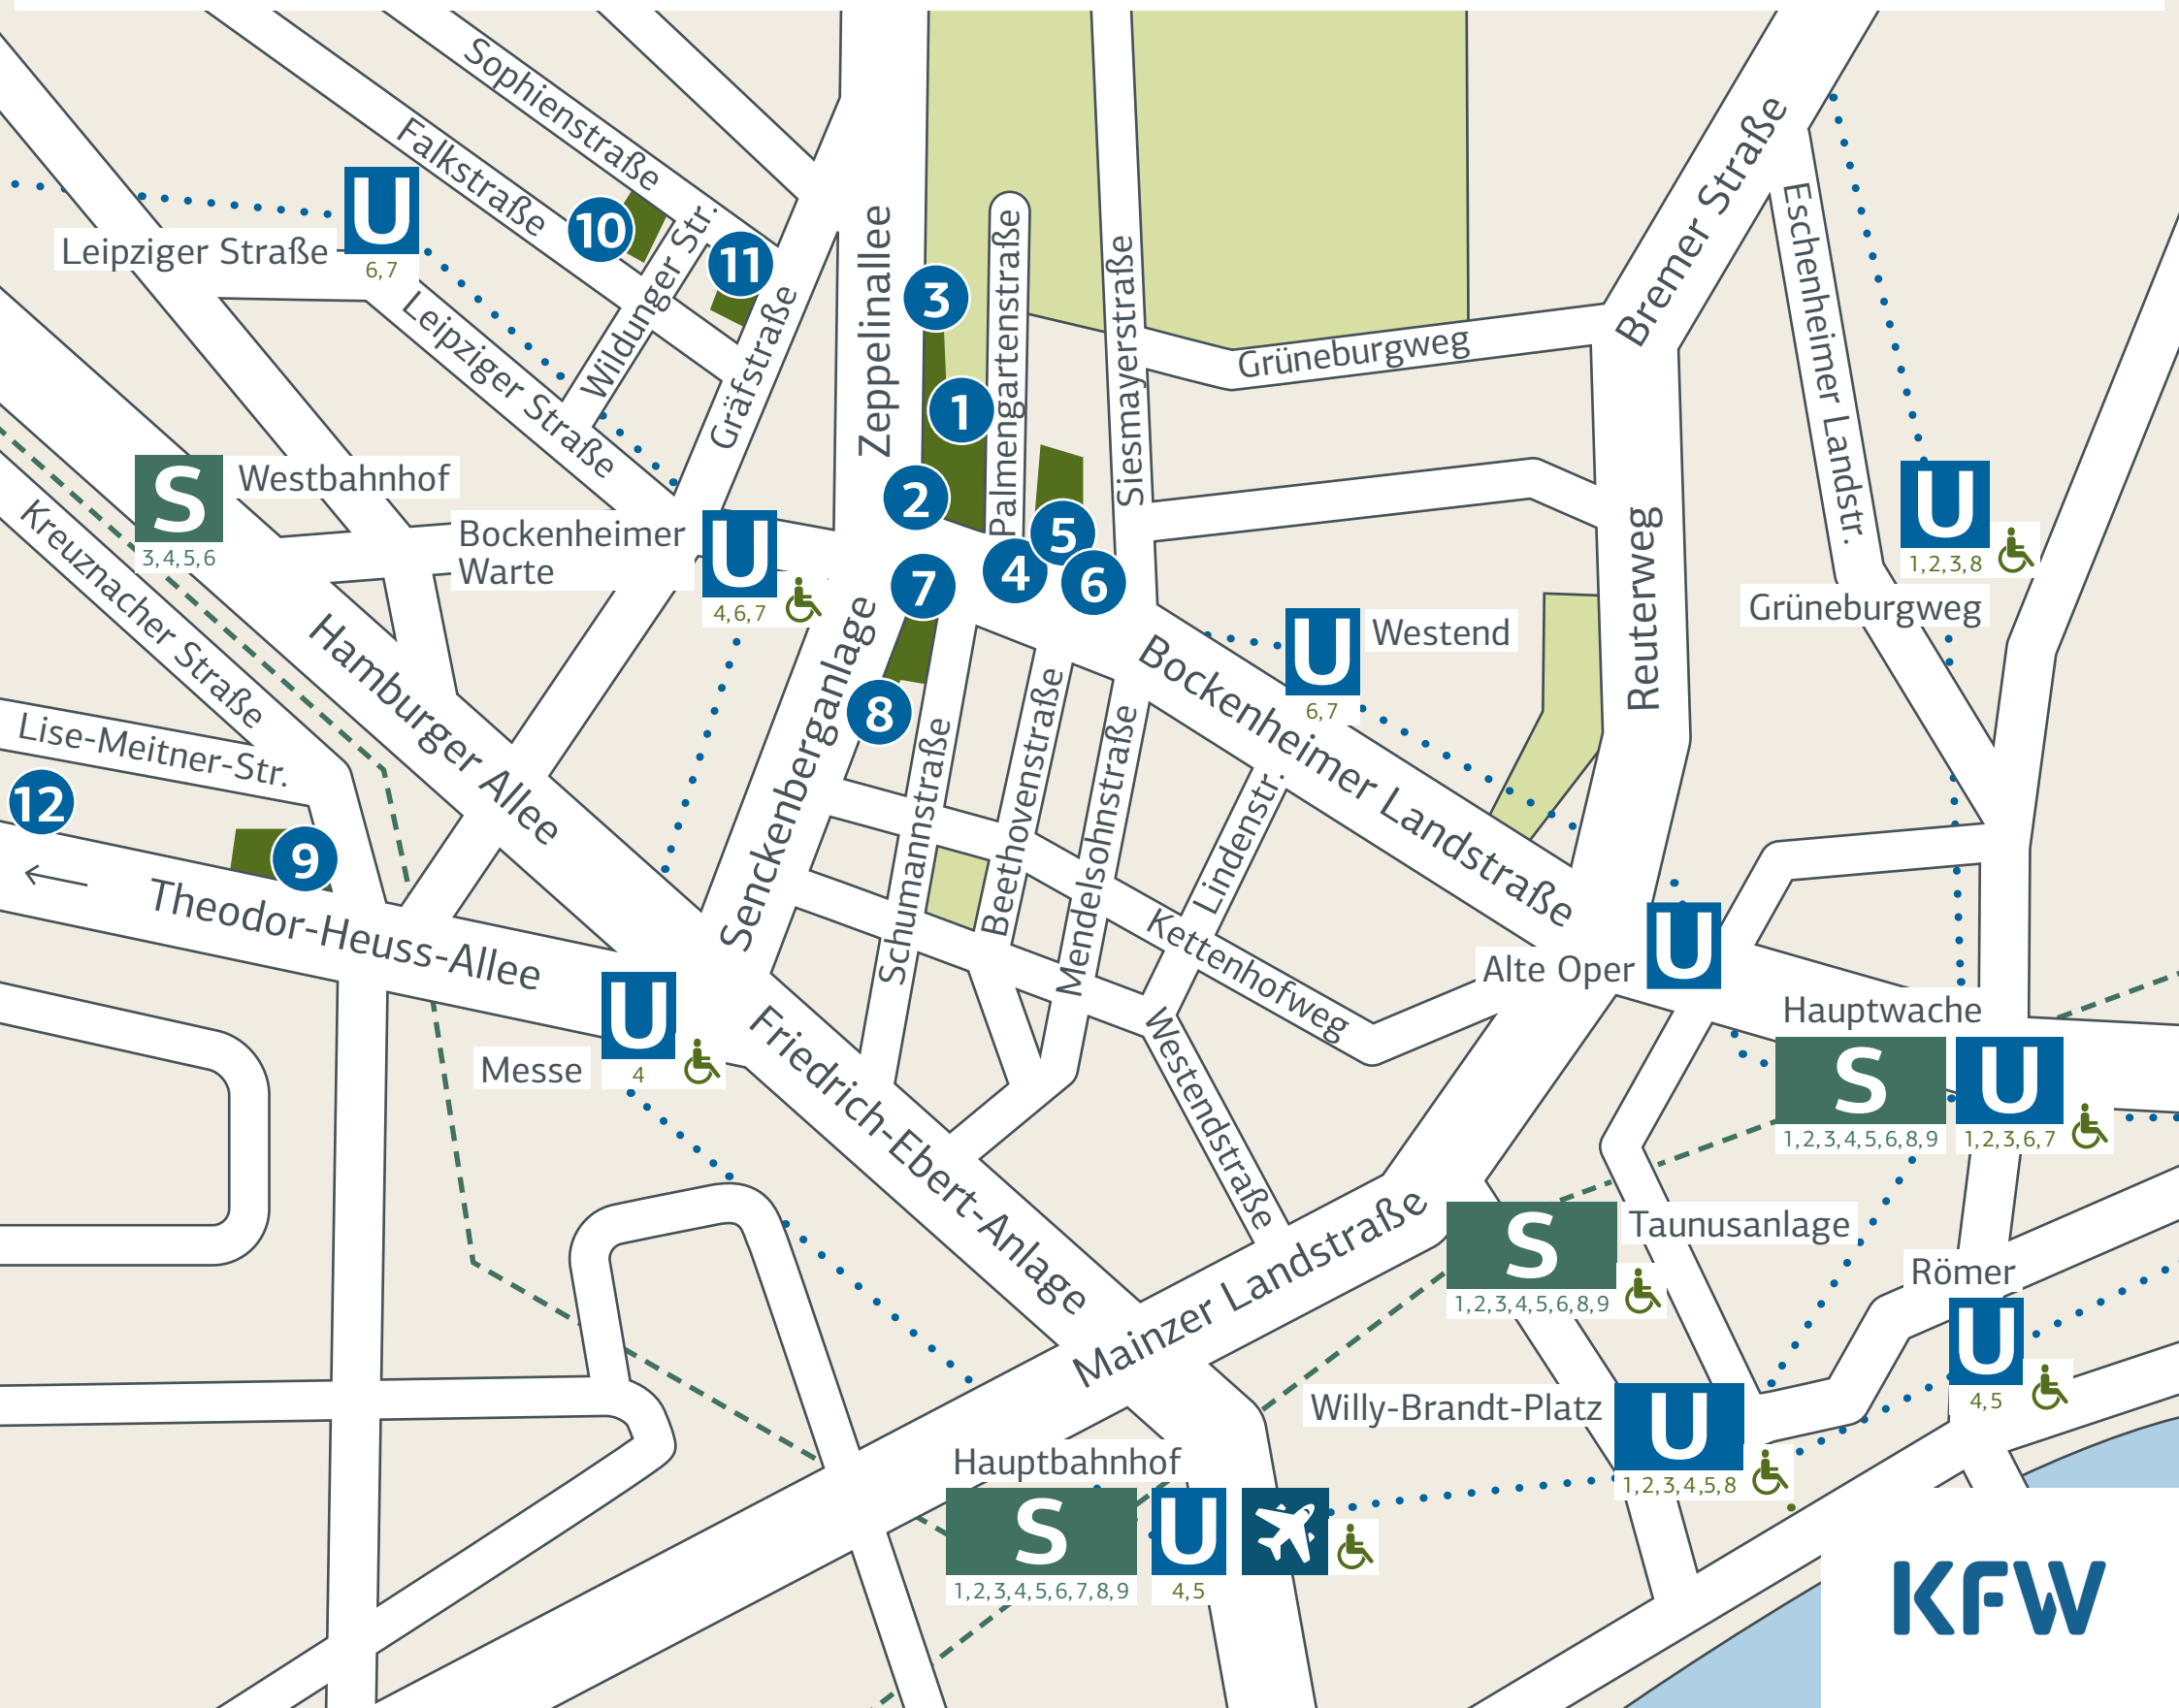 Sophienstraße
Falkstraße
U
6,7
Leipziger Straße
10
11
Wildunger Str.
Gräfstraße
Leipziger Straße
Zeppelinallee
3
1
2
Palmengartenstraße
Siesmayerstraße
Grüneburgweg
Bremer Straße
Eschenheimer Landstr.
S
3,4,5,6
Westbahnhof
Kreuznacher Straße
Bockenheimer
Warte
U
4,6,7
7
4
5
6
8
U
6,7
Westend
Reuterweg
U
1,2,3,8
Grüneburgweg
Hamburger Allee
Lise-Meitner-Str.
12
9
Theodor-Heuss-Allee
Senckenberganlage
Schumannstraße
Beethovenstraße
Mendelsohnstraße
Lindenstr.
Bockenheimer Landstraße
Kettenhofweg
Westendstraße
Alte Oper
U
Hauptwache
S
1,2,3,4,5,6,8,9
U
1,2,3,6,7
Messe
U
4
Friedrich-Ebert-Anlage
Mainzer Landstraße
S
1,2,3,4,5,6,8,9
Taunusanlage
Römer
U
4,5
Willy-Brandt-Platz
U
1,2,3,4,5,8
Hauptbahnhof
S
1,2,3,4,5,6,7,8,9
U
4,5
KFW